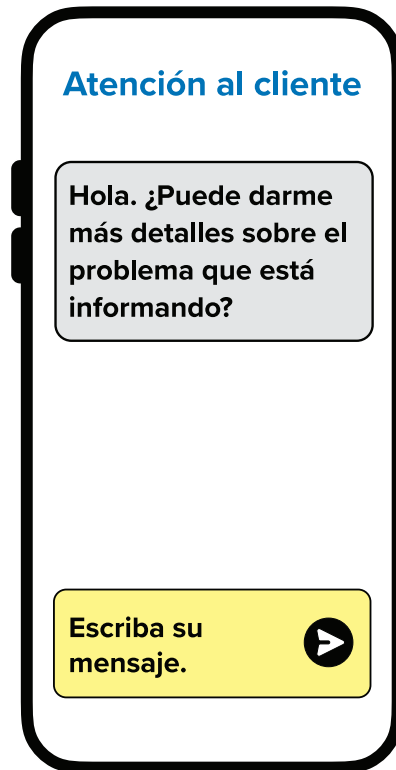 Atención al cliente
Hola. ¿Puede darme
más detalles sobre el
problema que está
informando?
Escriba su
mensaje.